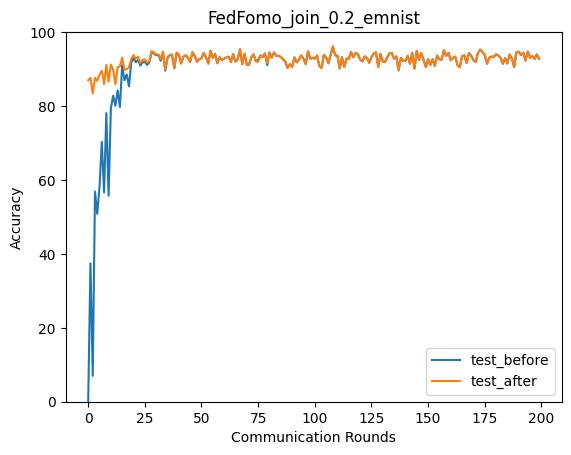 FedFomo_join_0.2_emnist
100
80
60
40
20
0
Accuracy
0 25 50 75 100 125 150 175 200
Communication Rounds
test_before
test_after